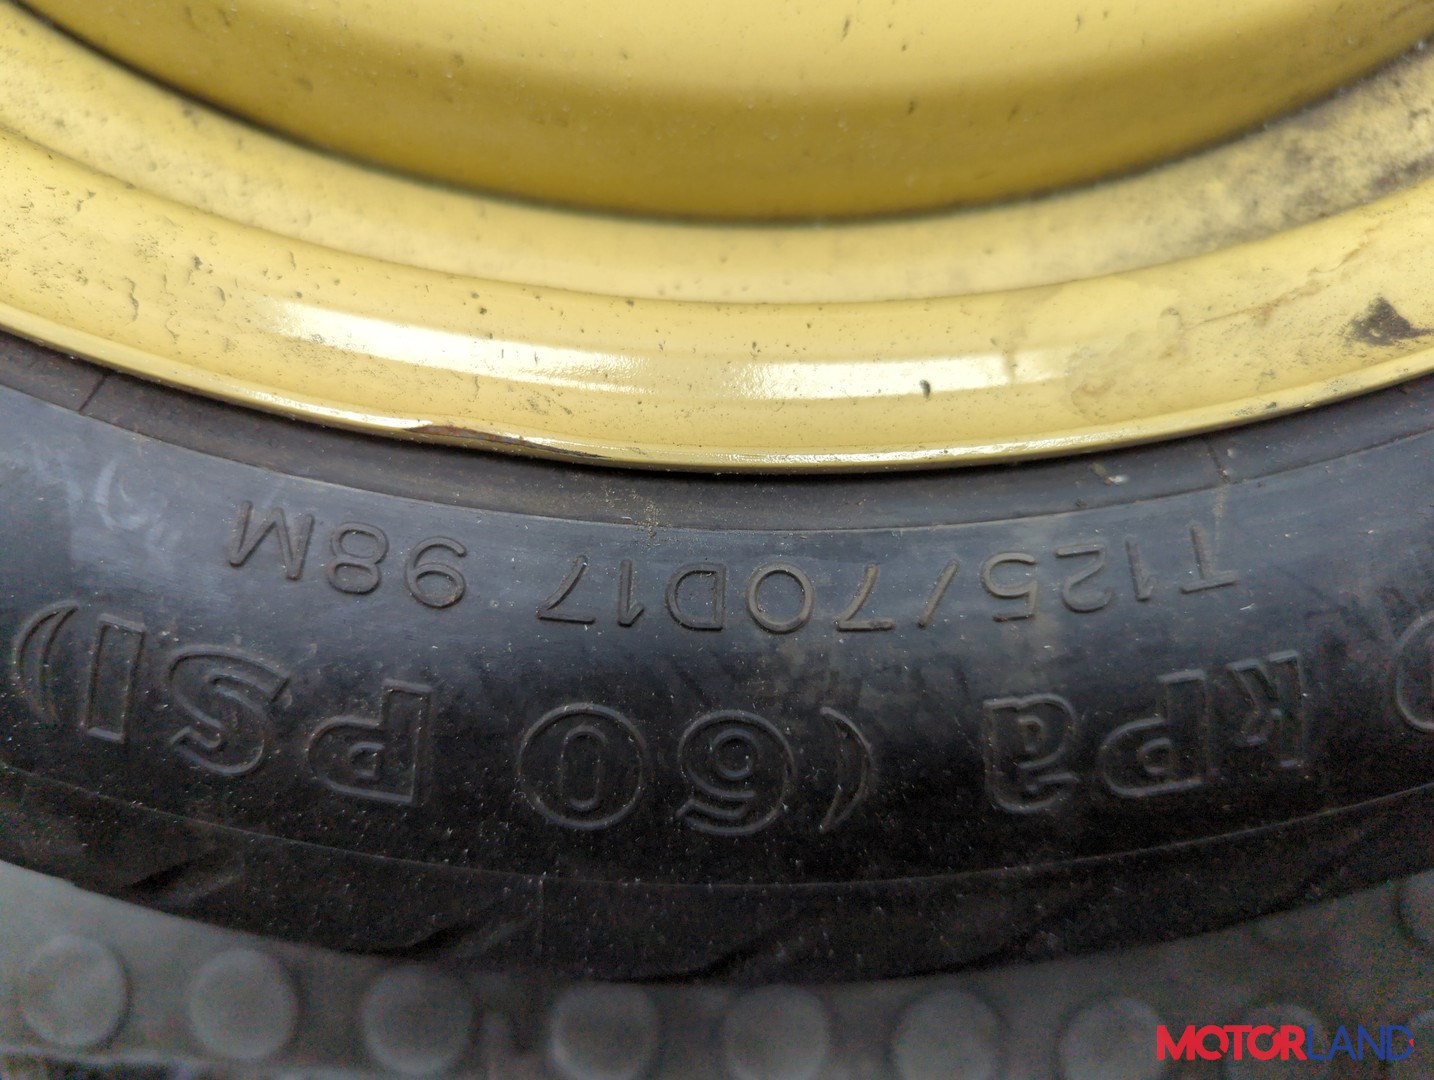 T125/70D17 98M
kPa (60 PSI)
MOTORLAND